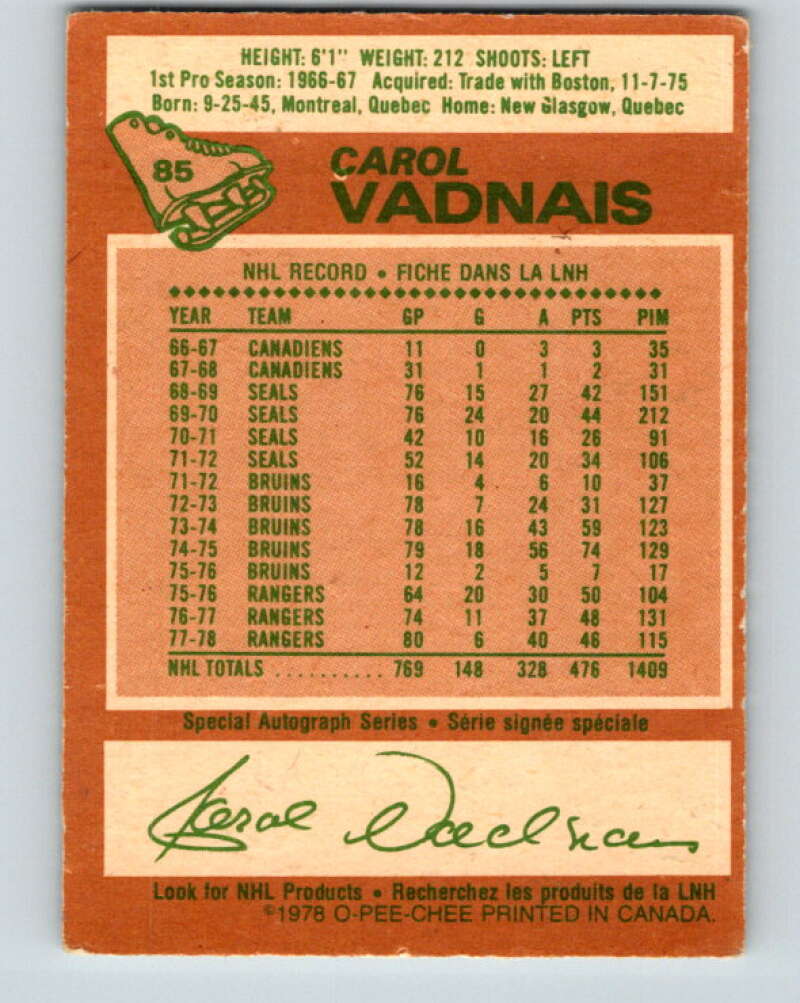 HEIGHT: 6'1" WEIGHT: 212 SHOOTS: LEFT
1st Pro Season: 1966-67 Acquired: Trade with Boston, 11-7-75
Born: 9-25-45, Montreal, Quebec Home: New Glasgow, Quebec
85
CAROL
VADNAIS
NHL RECORD • FICHE DANS LA LNH
YEAR TEAM GP G A PTS PIM
66-67 CANADIENS 11 0 3 3 35
67-68 CANADIENS 31 1 1 2 31
68-69 SEALS 76 15 27 42 151
69-70 SEALS 76 24 20 44 212
70-71 SEALS 42 10 16 26 91
71-72 SEALS 52 14 20 34 106
71-72 BRUINS 16 4 6 10 37
72-73 BRUINS 78 7 24 31 127
73-74 BRUINS 78 16 43 59 123
74-75 BRUINS 79 18 56 74 129
75-76 BRUINS 12 2 5 7 17
75-76 RANGERS 64 20 30 50 104
76-77 RANGERS 74 11 37 48 131
77-78 RANGERS 80 6 40 46 115
NHL TOTALS .......... 769 148 328 476 1409
Special Autograph Series • Série signée spéciale
Carol Vadnais
Look for NHL Products • Recherchez les produits de la LNH
©1978 O-PEE-CHEE PRINTED IN CANADA.